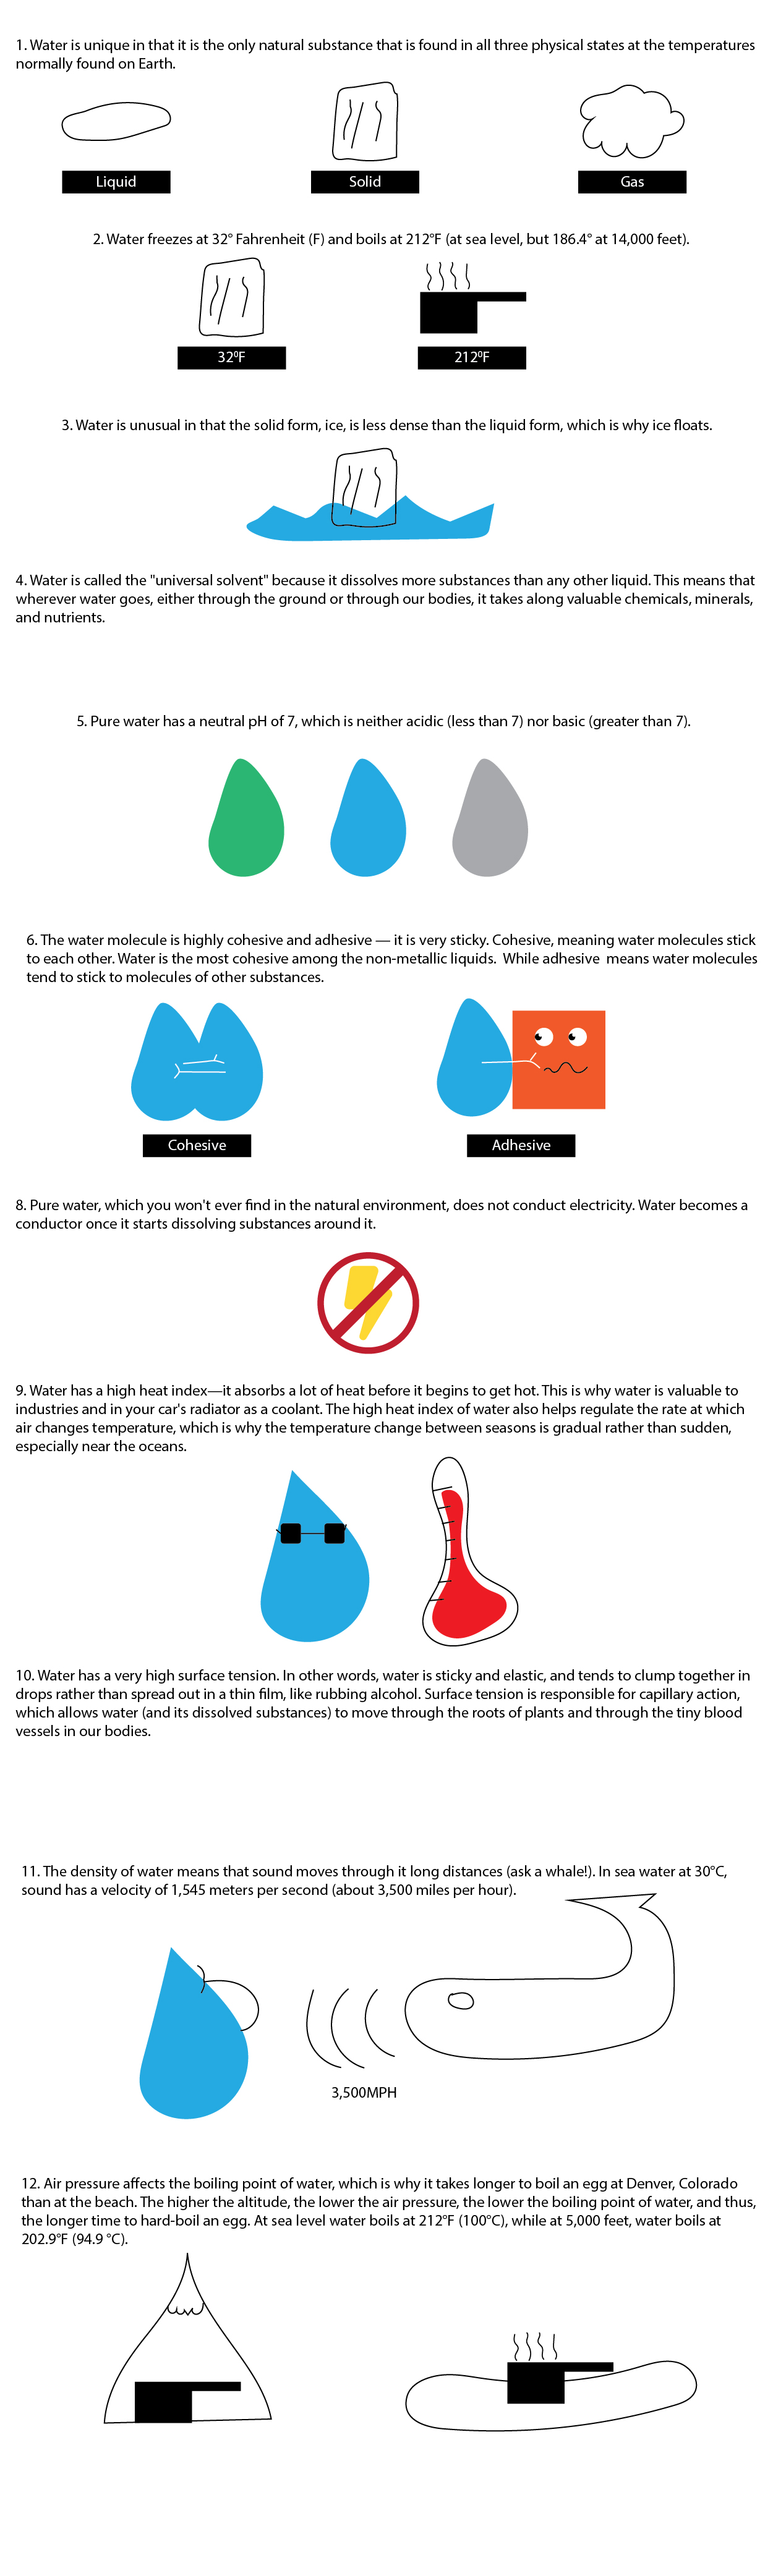 1. Water is unique in that it is the only natural substance that is found in all three physical states at the temperatures
normally found on Earth.
Liquid
Solid
Gas
2. Water freezes at 32° Fahrenheit (F) and boils at 212°F (at sea level, but 186.4° at 14,000 feet).
32⁰F
212⁰F
3. Water is unusual in that the solid form, ice, is less dense than the liquid form, which is why ice floats.
4. Water is called the "universal solvent" because it dissolves more substances than any other liquid. This means that
wherever water goes, either through the ground or through our bodies, it takes along valuable chemicals, minerals,
and nutrients.
5. Pure water has a neutral pH of 7, which is neither acidic (less than 7) nor basic (greater than 7).
6. The water molecule is highly cohesive and adhesive — it is very sticky. Cohesive, meaning water molecules stick
to each other. Water is the most cohesive among the non-metallic liquids.  While adhesive  means water molecules
tend to stick to molecules of other substances.
Cohesive
Adhesive
8. Pure water, which you won't ever find in the natural environment, does not conduct electricity. Water becomes a
conductor once it starts dissolving substances around it.
9. Water has a high heat index—it absorbs a lot of heat before it begins to get hot. This is why water is valuable to
industries and in your car's radiator as a coolant. The high heat index of water also helps regulate the rate at which
air changes temperature, which is why the temperature change between seasons is gradual rather than sudden,
especially near the oceans.
10. Water has a very high surface tension. In other words, water is sticky and elastic, and tends to clump together in
drops rather than spread out in a thin film, like rubbing alcohol. Surface tension is responsible for capillary action,
which allows water (and its dissolved substances) to move through the roots of plants and through the tiny blood
vessels in our bodies.
11. The density of water means that sound moves through it long distances (ask a whale!). In sea water at 30°C,
sound has a velocity of 1,545 meters per second (about 3,500 miles per hour).
3,500MPH
12. Air pressure affects the boiling point of water, which is why it takes longer to boil an egg at Denver, Colorado
than at the beach. The higher the altitude, the lower the air pressure, the lower the boiling point of water, and thus,
the longer time to hard-boil an egg. At sea level water boils at 212°F (100°C), while at 5,000 feet, water boils at
202.9°F (94.9 °C).